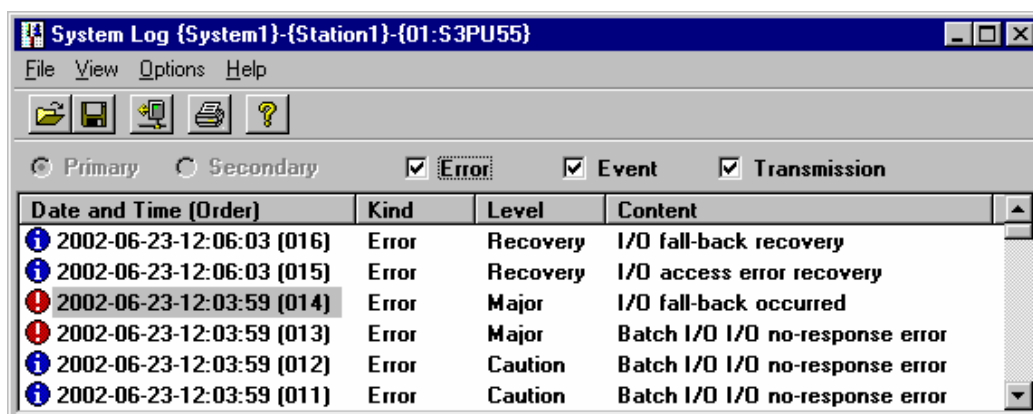 System Log {System1}-{Station1}-{01:S3PU55}
File View Options Help
Primary Secondary Error Event Transmission
Date and Time (Order) Kind Level Content
2002-06-23-12:06:03 (016) Error Recovery I/O fall-back recovery
2002-06-23-12:06:03 (015) Error Recovery I/O access error recovery
2002-06-23-12:03:59 (014) Error Major I/O fall-back occurred
2002-06-23-12:03:59 (013) Error Major Batch I/O I/O no-response error
2002-06-23-12:03:59 (012) Error Caution Batch I/O I/O no-response error
2002-06-23-12:03:59 (011) Error Caution Batch I/O I/O no-response error